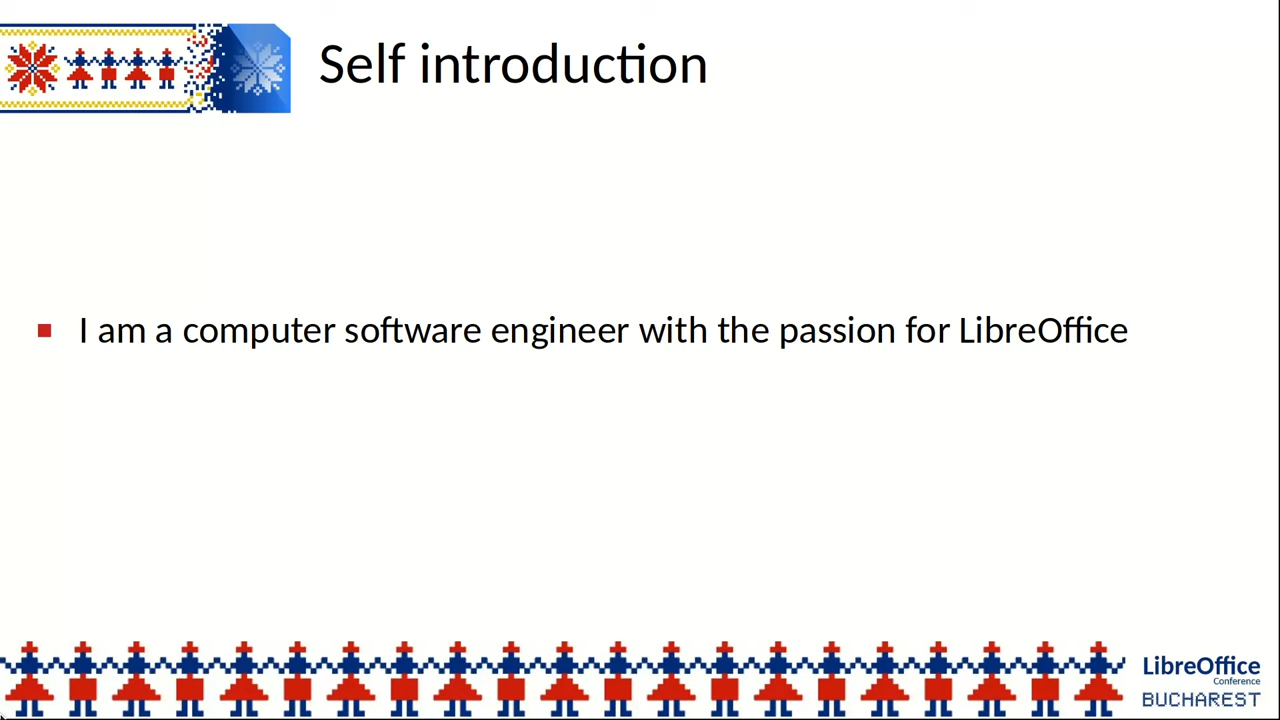 Self introduction
I am a computer software engineer with the passion for LibreOffice
LibreOffice
Conference
BUCHAREST